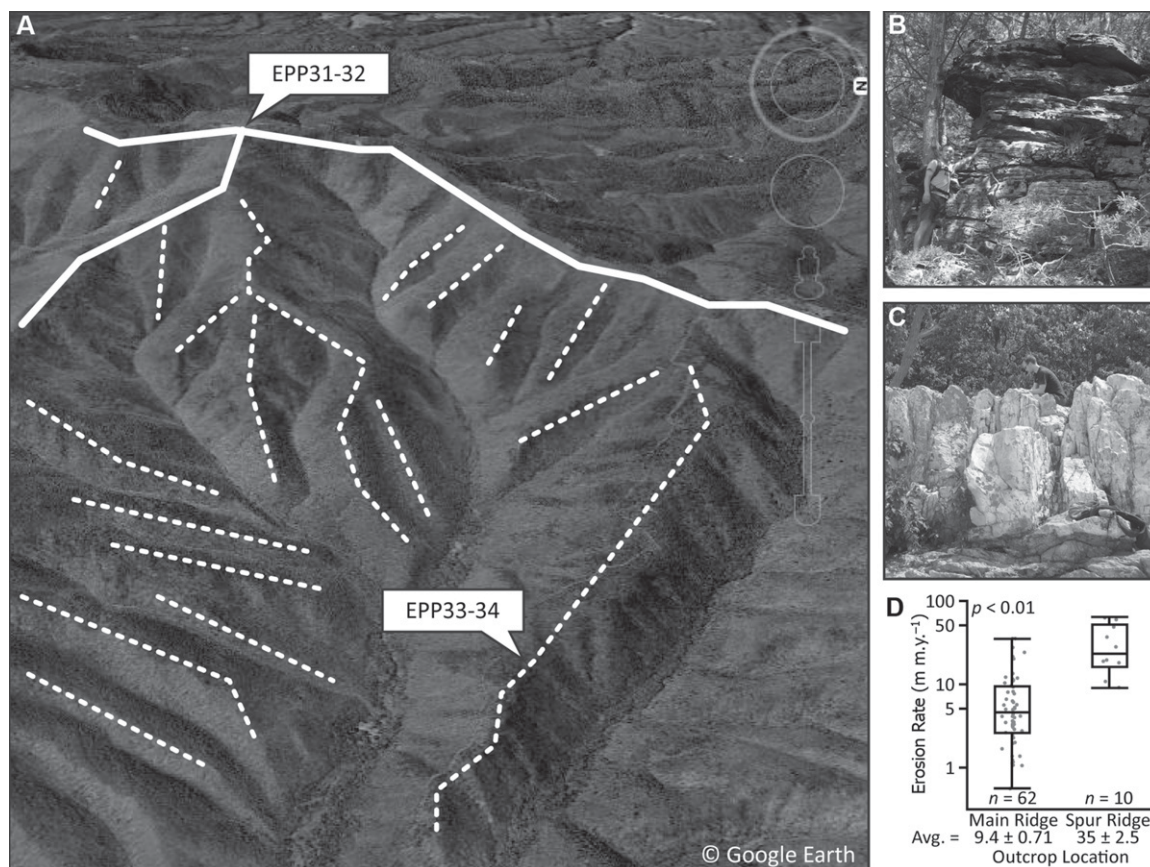 A
EPP31-32
N
EPP33-34
© Google Earth
B
C
D
100
50
10
5
1
Erosion Rate (m m.y.⁻¹)
p < 0.01
n = 62
n = 10
Main Ridge Spur Ridge
Avg. = 9.4 ± 0.71 35 ± 2.5
Outcrop Location